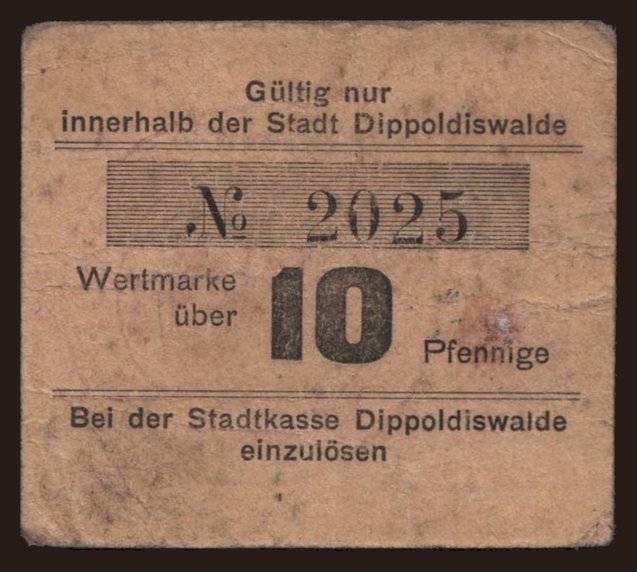 Gültig nur
innerhalb der Stadt Dippoldiswalde
№ 2025
Wertmarke
über
10
Pfennige
Bei der Stadtkasse Dippoldiswalde
einzulösen